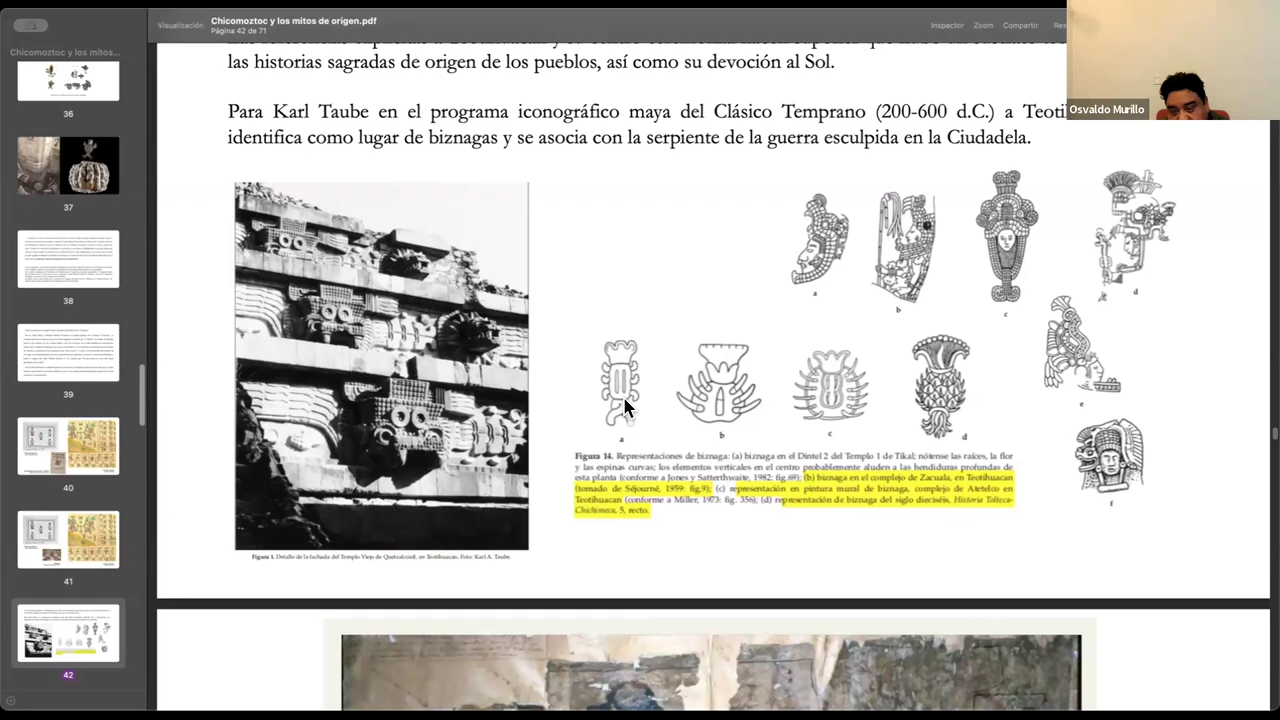 Visualización
Chicomoztoc y los mitos de origen.pdf
Página 42 de 71
Inspector
Zoom
Compartir
Osvaldo Murillo
Chicomoztoc y los mitos...
36
37
38
39
40
41
42
las historias sagradas de origen de los pueblos, así como su devoción al Sol.
Para Karl Taube en el programa iconográfico maya del Clásico Temprano (200-600 d.C.) a
identifica como lugar de biznagas y se asocia con la serpiente de la guerra esculpida en la Ciudadela.
a
b
c
d
e
f
a
b
c
d
Figura 14. Representaciones de biznaga: (a) biznaga en el Dintel 2 del Templo 1 de Tikal; nótense las raíces, la flor
y las espinas curvas; los elementos verticales en el centro probablemente aluden a las hendiduras profundas de
esta planta (conforme a Jones y Satterthwaite, 1982: fig.69); (b) biznaga en el complejo de Zacuala, en Teotihuacan
(tomado de Séjourné, 1959: fig,9); (c) representación en pintura mural de biznaga, complejo de Atetelco en
Teotihuacan (conforme a Miller, 1973: fig. 356); (d) representación de biznaga del siglo dieciséis, Historia Tolteca-
Chichimeca, 5, recto.
Figura 1. Detalle de la fachada del Templo Viejo de Quetzalcóatl, en Teotihuacan. Foto: Karl A. Taube.